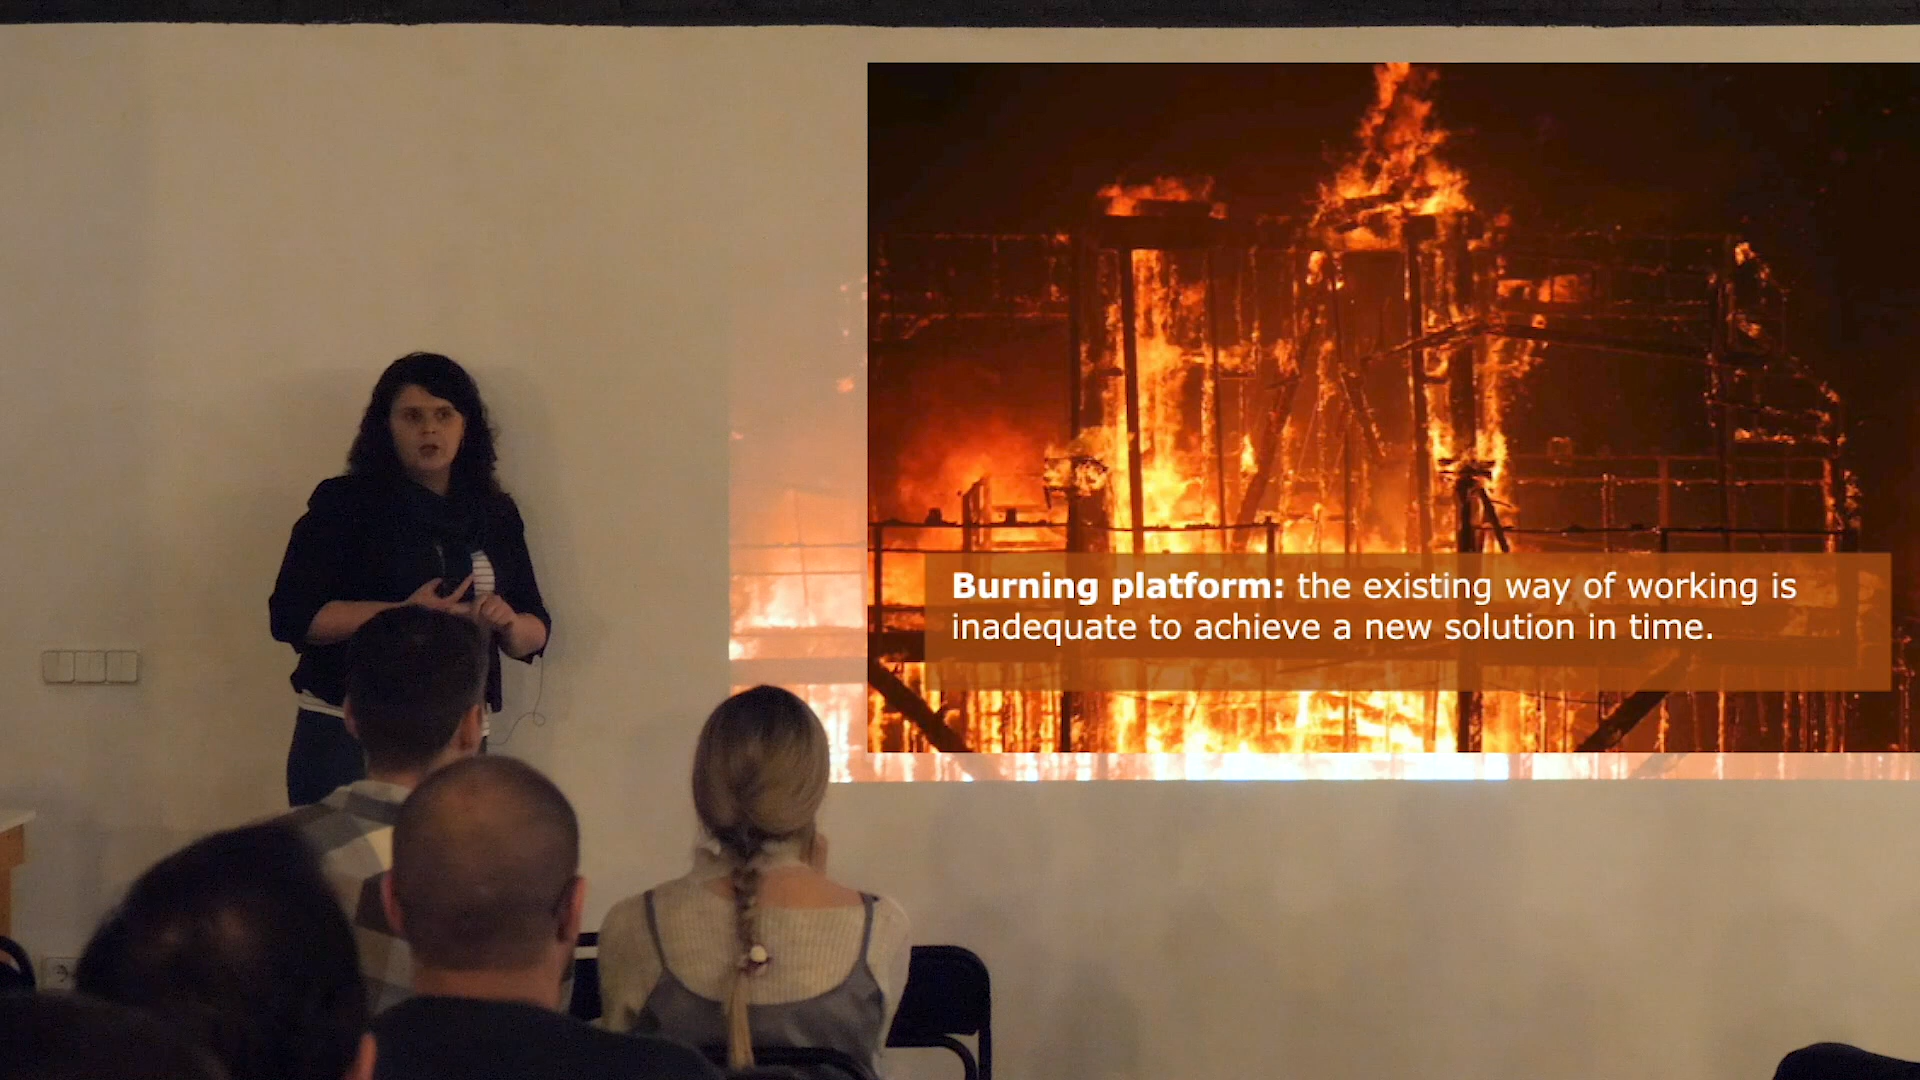 Burning platform: the existing way of working is
inadequate to achieve a new solution in time.